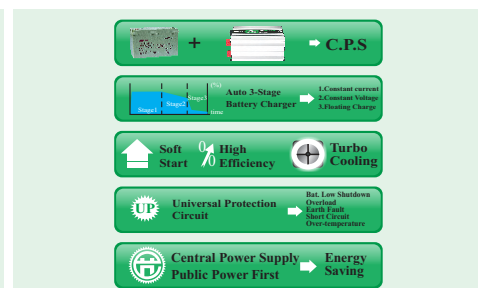 + C.P.S
(%)
Stage1 Stage2 Stage3
time
Auto 3-Stage
Battery Charger
1.Constant current
2.Constant Voltage
3.Floating Charge
Soft
Start
% High
Efficiency
Turbo
Cooling
UP
Universal Protection
Circuit
Bat. Low Shutdown
Overload
Earth Fault
Short Circuit
Over-temperature
Central Power Supply
Public Power First
Energy
Saving